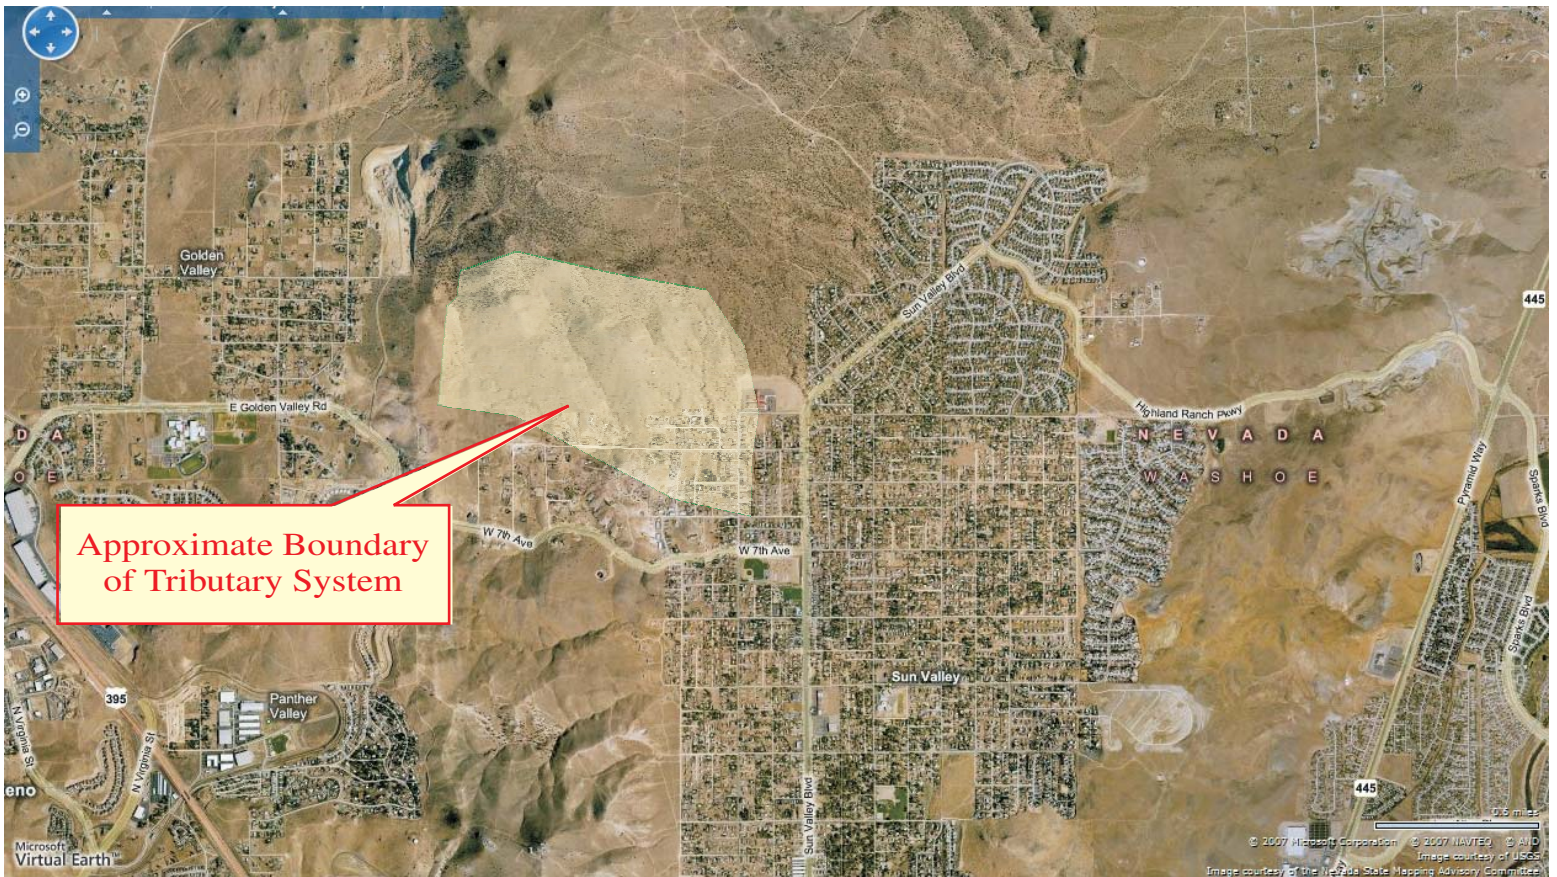 Golden
Valley
Sun Valley Blvd
445
E Golden Valley Rd
Highland Ranch Pkwy
D A
N E V A D A
O E
W A S H O E
Pyramid Way
Sparks Blvd
Approximate Boundary
of Tributary System
W 7th Ave
W 7th Ave
Sparks Blvd
Sun Valley
395
Panther
Valley
N Virginia St
N Virginia St
eno
Sun Valley Blvd
445
0.5 miles
Microsoft
Virtual Earth™
© 2007 Microsoft Corporation © 2007 NAVTEQ © AND
Image courtesy of USGS
Image courtesy of the Nevada State Mapping Advisory Committee